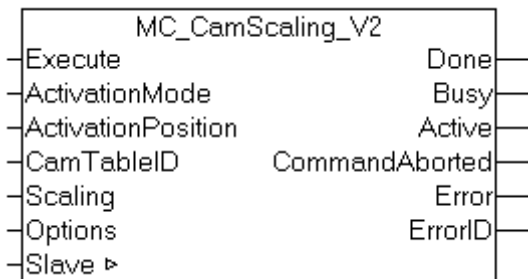 MC_CamScaling_V2
Execute Done
ActivationMode Busy
ActivationPosition Active
CamTableID CommandAborted
Scaling Error
Options ErrorID
Slave ▷